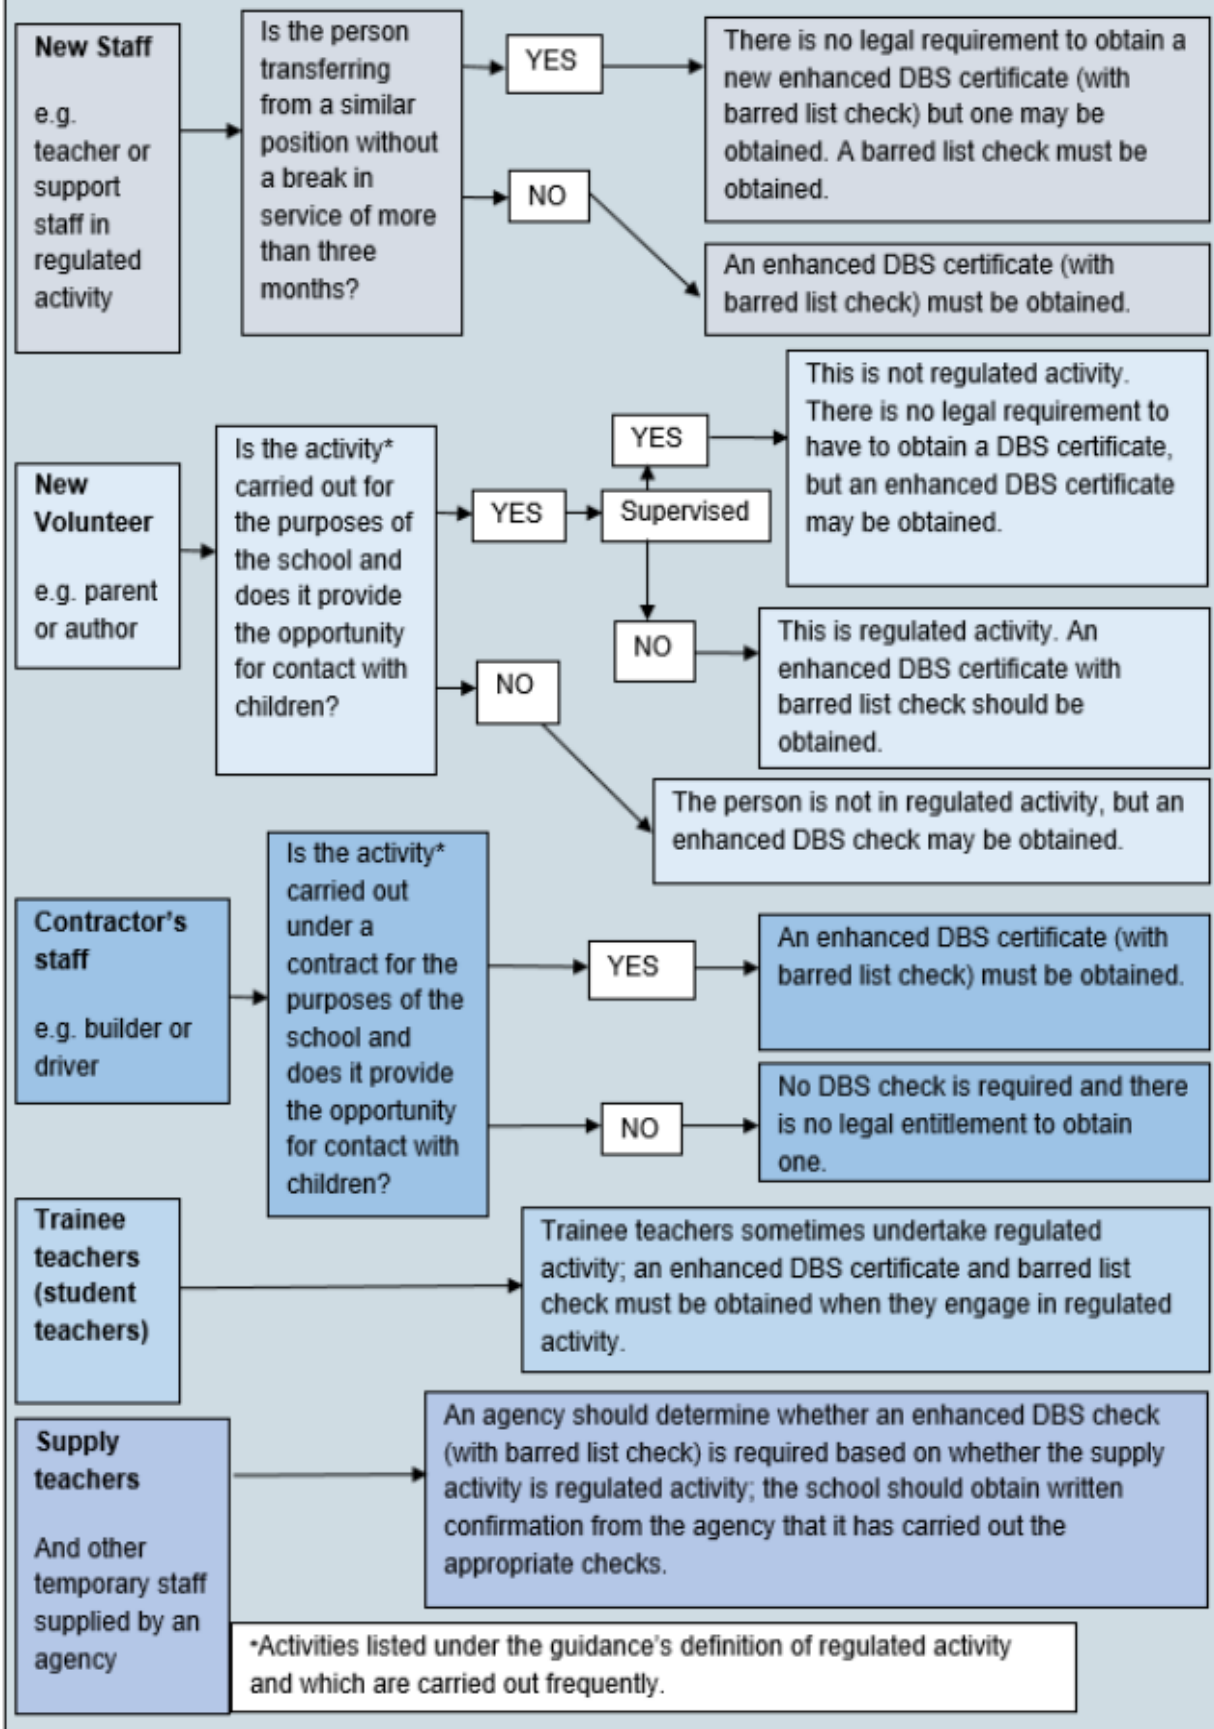 New Staff
e.g.
teacher or
support
staff in
regulated
activity
Is the person
transferring
from a similar
position without
a break in
service of more
than three
months?
YES
There is no legal requirement to obtain a
new enhanced DBS certificate (with
barred list check) but one may be
obtained. A barred list check must be
obtained.
NO
An enhanced DBS certificate (with
barred list check) must be obtained.
New
Volunteer
e.g. parent
or author
Is the activity*
carried out for
the purposes of
the school and
does it provide
the opportunity
for contact with
children?
YES
Supervised
YES
This is not regulated activity.
There is no legal requirement to
have to obtain a DBS certificate,
but an enhanced DBS certificate
may be obtained.
NO
This is regulated activity. An
enhanced DBS certificate with
barred list check should be
obtained.
NO
The person is not in regulated activity, but an
enhanced DBS check may be obtained.
Contractor's
staff
e.g. builder or
driver
Is the activity*
carried out
under a
contract for the
purposes of the
school and
does it provide
the opportunity
for contact with
children?
YES
An enhanced DBS certificate (with
barred list check) must be obtained.
NO
No DBS check is required and there
is no legal entitlement to obtain
one.
Trainee
teachers
(student
teachers)
Trainee teachers sometimes undertake regulated
activity; an enhanced DBS certificate and barred list
check must be obtained when they engage in regulated
activity.
Supply
teachers
And other
temporary staff
supplied by an
agency
An agency should determine whether an enhanced DBS check
(with barred list check) is required based on whether the supply
activity is regulated activity; the school should obtain written
confirmation from the agency that it has carried out the
appropriate checks.
*Activities listed under the guidance's definition of regulated activity
and which are carried out frequently.